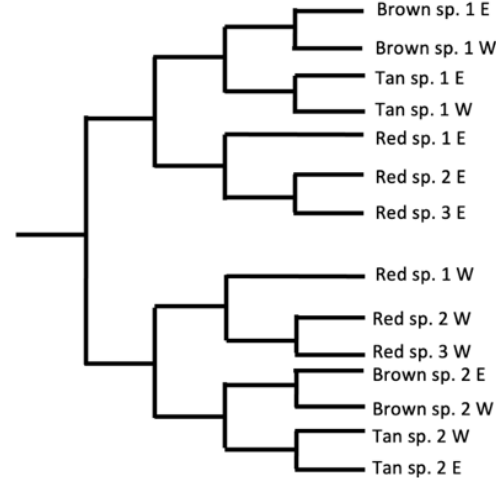 Brown sp. 1 E
Brown sp. 1 W
Tan sp. 1 E
Tan sp. 1 W
Red sp. 1 E
Red sp. 2 E
Red sp. 3 E
Red sp. 1 W
Red sp. 2 W
Red sp. 3 W
Brown sp. 2 E
Brown sp. 2 W
Tan sp. 2 W
Tan sp. 2 E